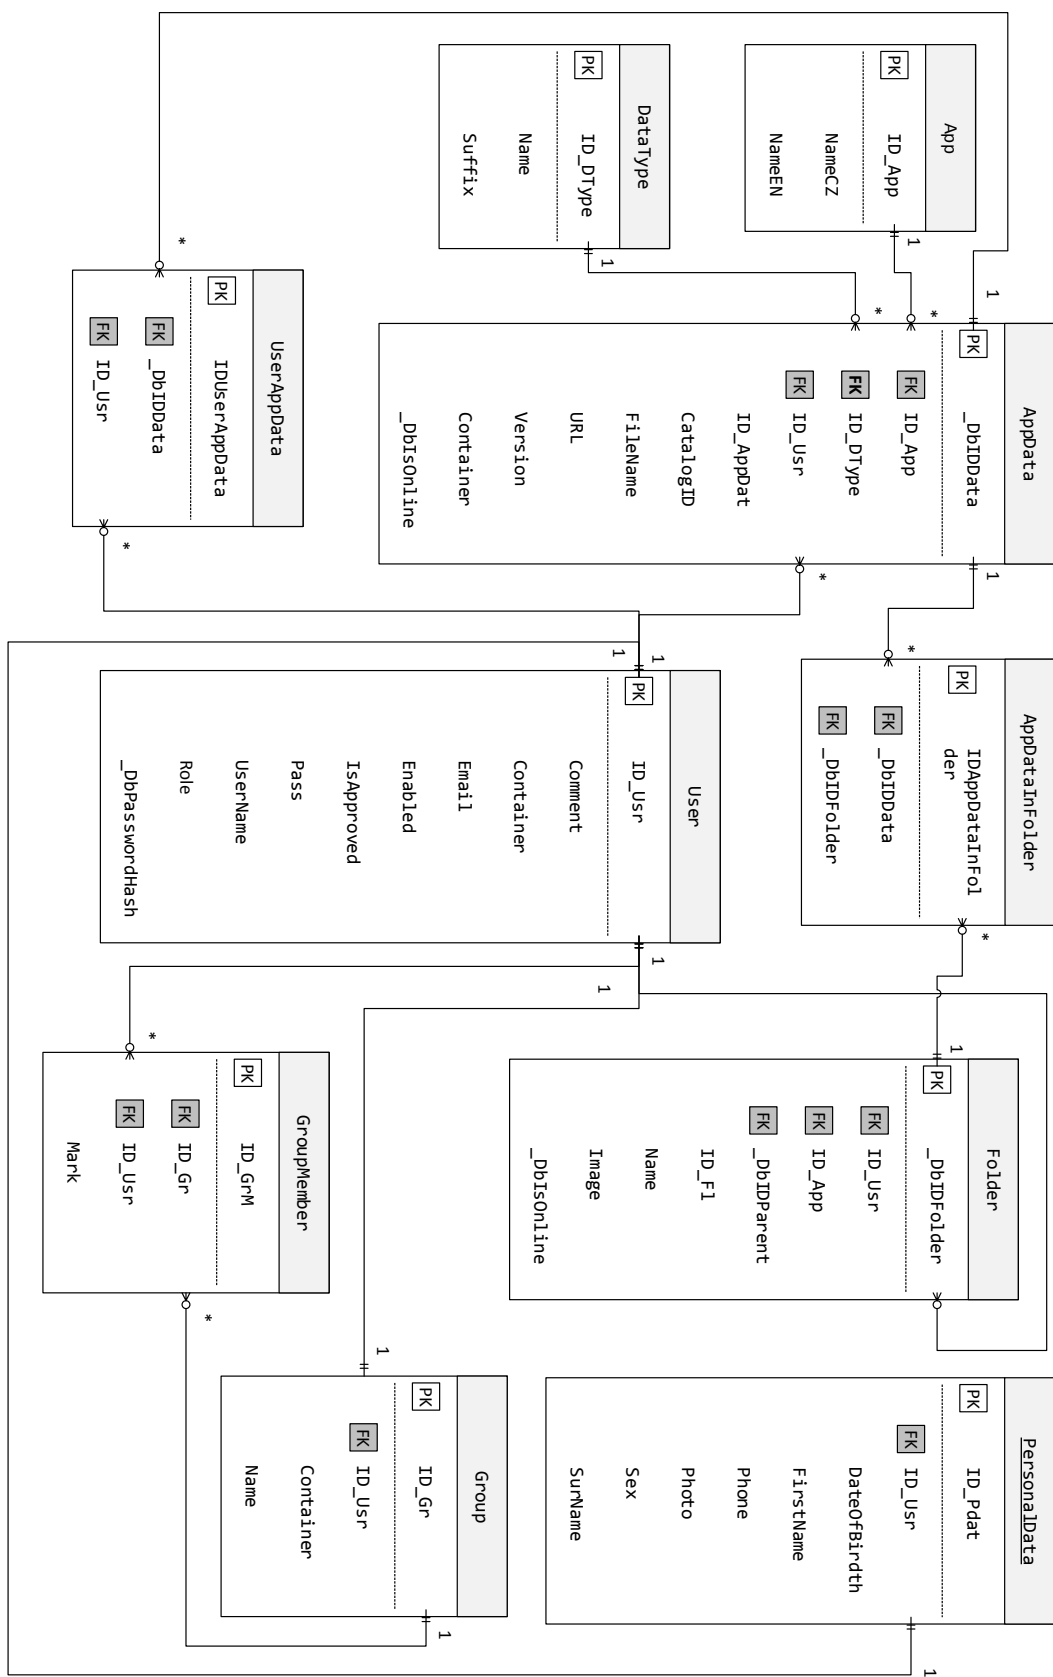 App
PK ID_App
NameCZ
NameEN
1
DataType
PK ID_DType
Name
Suffix
1
*
*
1
AppData
PK _DbIDData
FK ID_App
FK ID_DType
FK ID_Usr
ID_AppDat
CatalogID
FileName
URL
Version
Container
_DbIsOnline
1
*
*
UserAppData
PK IDUserAppData
FK _DbIDData
FK ID_Usr
*
*
AppDataInFolder
PK IDAppDataInFol
der
FK _DbIDData
FK _DbIDFolder
*
1
1
User
PK ID_Usr
Comment
Container
Email
Enabled
IsApproved
Pass
UserName
Role
_DbPasswordHash
1
1
1
Folder
PK _DbIDFolder
FK ID_Usr
FK ID_App
FK _DbIDParent
ID_Fl
Name
Image
_DbIsOnline
*
GroupMember
PK ID_GrM
FK ID_Gr
FK ID_Usr
Mark
*
PersonalData
PK ID_Pdat
FK ID_Usr
DateOfBirdth
FirstName
Phone
Photo
Sex
SurName
1
1
Group
PK ID_Gr
FK ID_Usr
Container
Name
1